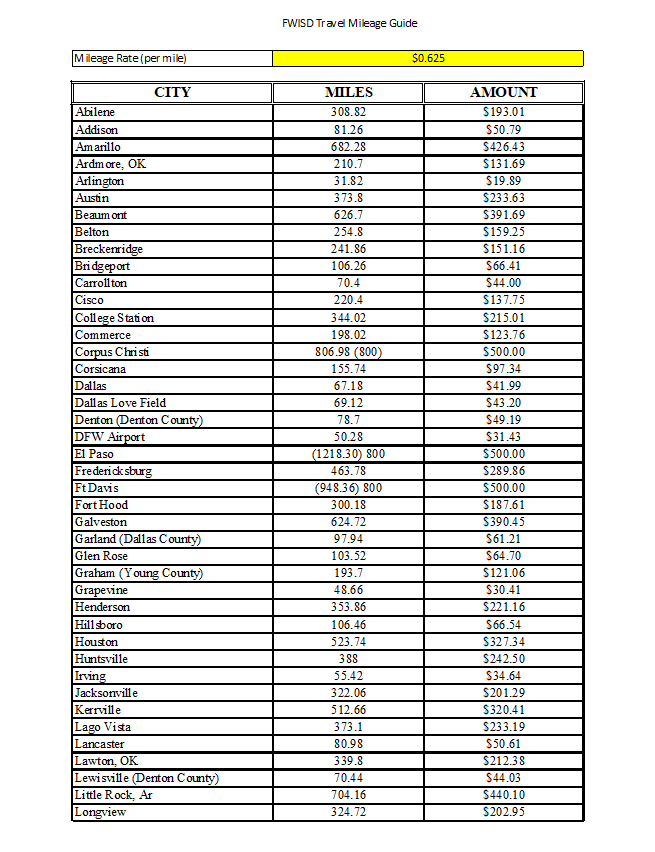 FWISD Travel Mileage Guide
Mileage Rate (per mile) $0.625
CITY MILES AMOUNT
Abilene 308.82 $193.01
Addison 81.26 $50.79
Amarillo 682.28 $426.43
Ardmore, OK 210.7 $131.69
Arlington 31.82 $19.89
Austin 373.8 $233.63
Beaumont 626.7 $391.69
Belton 254.8 $159.25
Breckenridge 241.86 $151.16
Bridgeport 106.26 $66.41
Carrollton 70.4 $44.00
Cisco 220.4 $137.75
College Station 344.02 $215.01
Commerce 198.02 $123.76
Corpus Christi 806.98 (800) $500.00
Corsicana 155.74 $97.34
Dallas 67.18 $41.99
Dallas Love Field 69.12 $43.20
Denton (Denton County) 78.7 $49.19
DFW Airport 50.28 $31.43
El Paso (1218.30) 800 $500.00
Fredericksburg 463.78 $289.86
Ft Davis (948.36) 800 $500.00
Fort Hood 300.18 $187.61
Galveston 624.72 $390.45
Garland (Dallas County) 97.94 $61.21
Glen Rose 103.52 $64.70
Graham (Young County) 193.7 $121.06
Grapevine 48.66 $30.41
Henderson 353.86 $221.16
Hillsboro 106.46 $66.54
Houston 523.74 $327.34
Huntsville 388 $242.50
Irving 55.42 $34.64
Jacksonville 322.06 $201.29
Kerrville 512.66 $320.41
Lago Vista 373.1 $233.19
Lancaster 80.98 $50.61
Lawton, OK 339.8 $212.38
Lewisville (Denton County) 70.44 $44.03
Little Rock, Ar 704.16 $440.10
Longview 324.72 $202.95